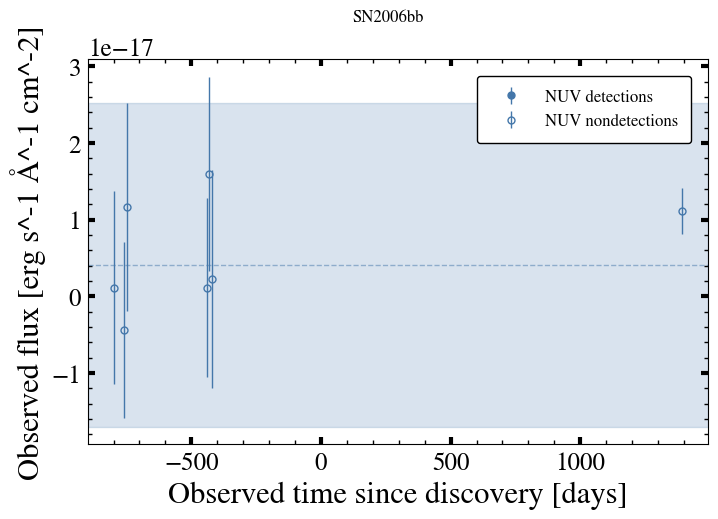 SN2006bb
1e−17
Observed flux [erg s^-1 Å^-1 cm^-2]
3
2
1
0
−1
NUV detections
NUV nondetections
−500
0
500
1000
Observed time since discovery [days]